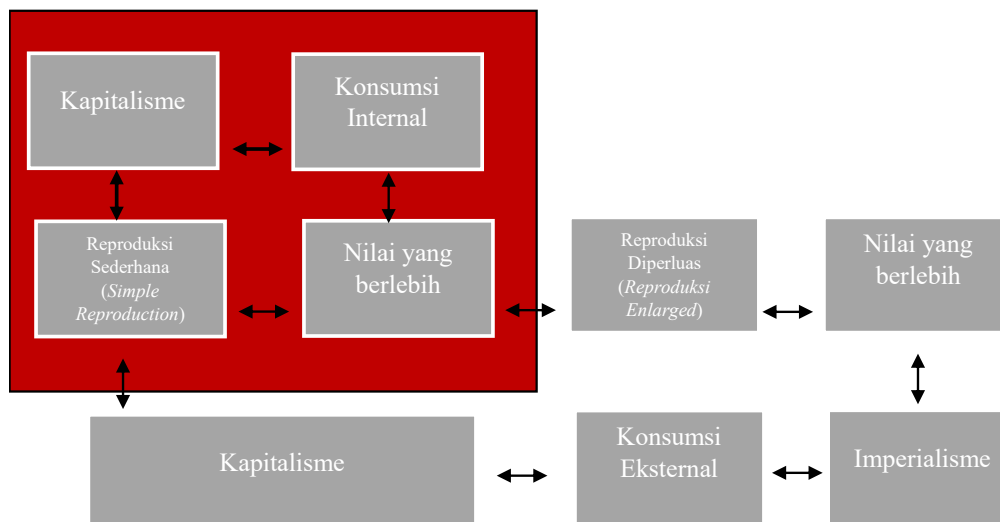 Kapitalisme
Konsumsi
Internal
Reproduksi
Sederhana
(Simple
Reproduction)
Nilai yang
berlebih
Reproduksi
Diperluas
(Reproduksi
Enlarged)
Nilai yang
berlebih
Kapitalisme
Konsumsi
Eksternal
Imperialisme